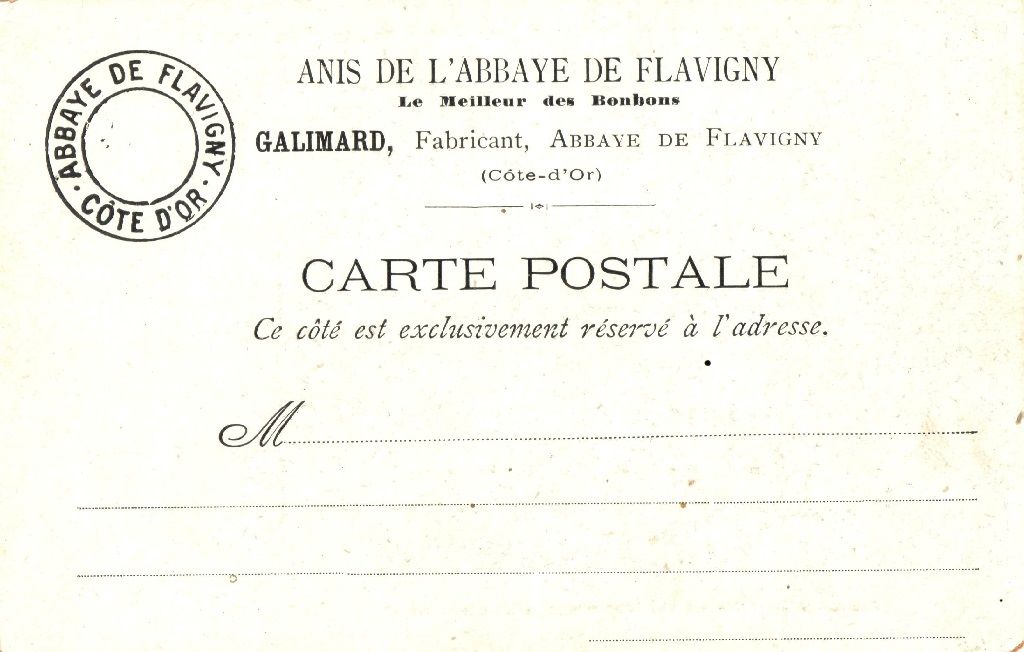 ABBAYE DE FLAVIGNY
· CÔTE D'OR ·
ANIS DE L'ABBAYE DE FLAVIGNY
Le Meilleur des Bonbons
GALIMARD, Fabricant, ABBAYE DE FLAVIGNY
(Côte-d'Or)
CARTE POSTALE
Ce côté est exclusivement réservé à l'adresse.
M